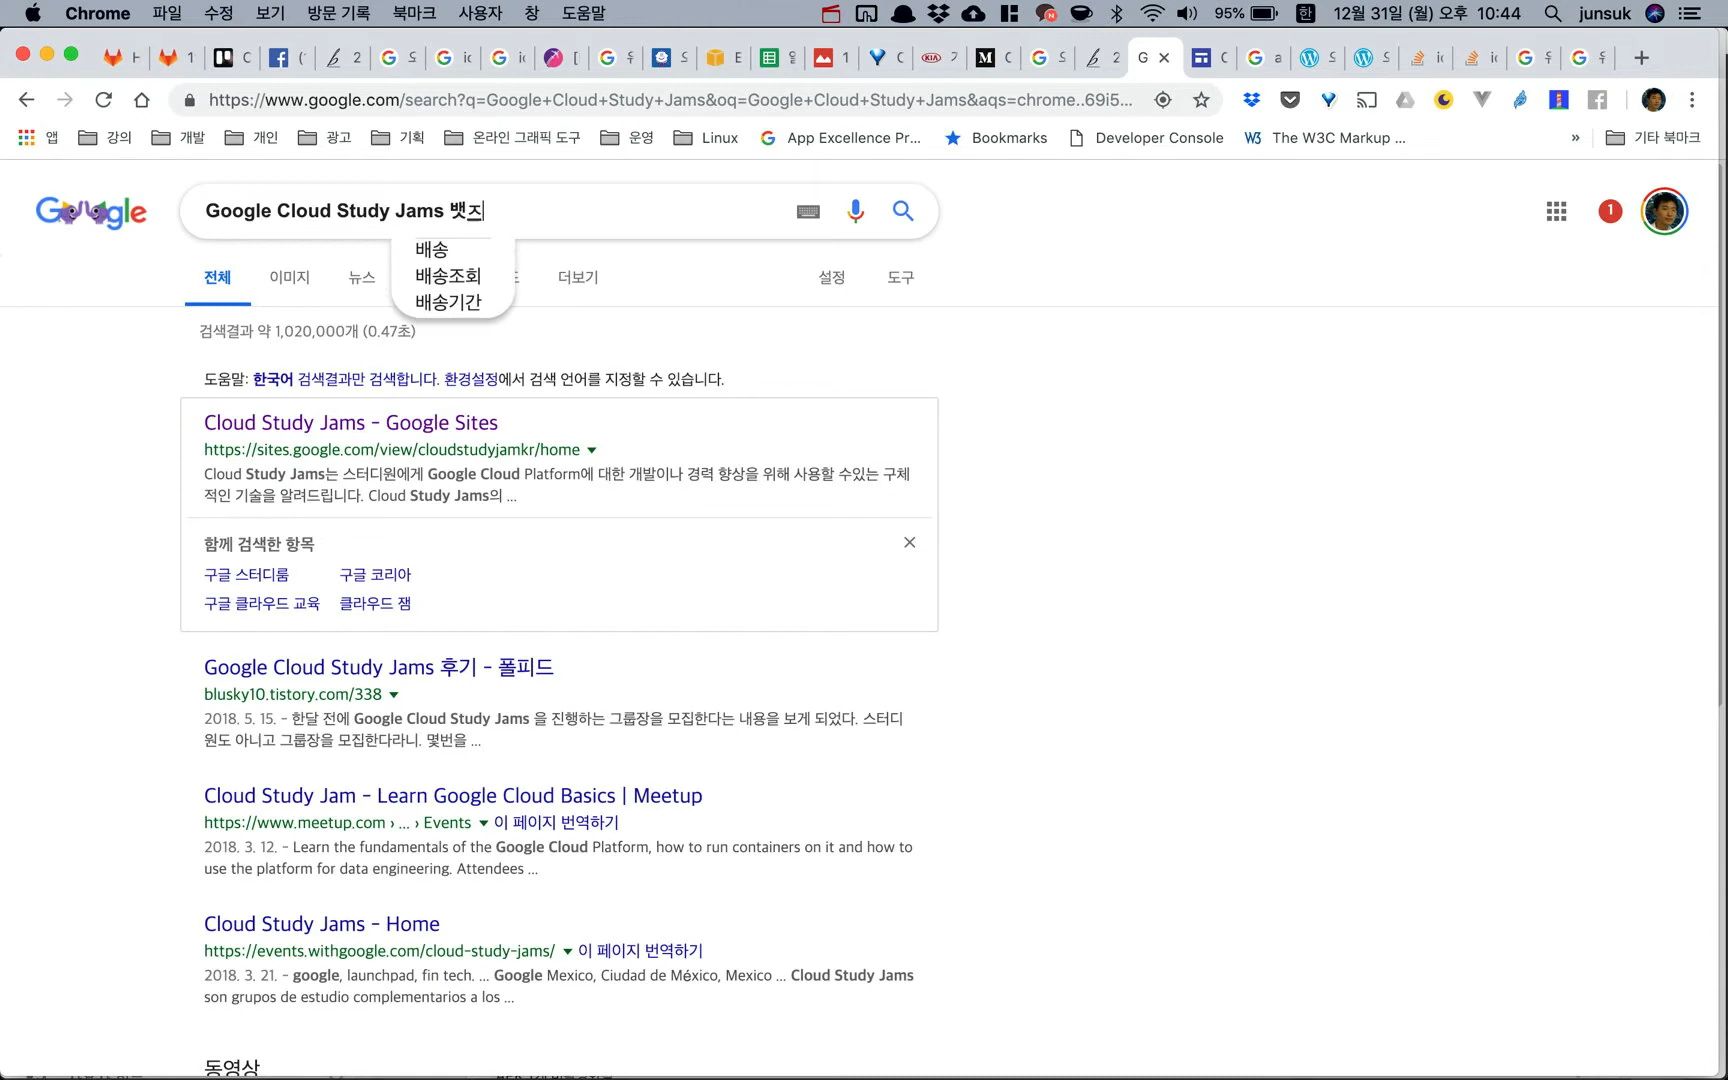 Chrome 파일 수정 보기 방문 기록 북마크 사용자 창 도움말 95% 한 12월 31일 (월) 오후 10:44 junsuk
https://www.google.com/search?q=Google+Cloud+Study+Jams&oq=Google+Cloud+Study+Jams&aqs=chrome..69i5...
앱 강의 개발 개인 광고 기획 온라인 그래픽 도구 운영 Linux App Excellence Pr... Bookmarks Developer Console The W3C Markup ... » 기타 북마크
Google
Google Cloud Study Jams 뱃지
1
배송
배송조회
배송기간
전체 이미지 뉴스 더보기 설정 도구
검색결과 약 1,020,000개 (0.47초)
도움말: 한국어 검색결과만 검색합니다. 환경설정에서 검색 언어를 지정할 수 있습니다.
Cloud Study Jams - Google Sites
https://sites.google.com/view/cloudstudyjamkr/home
Cloud Study Jams는 스터디원에게 Google Cloud Platform에 대한 개발이나 경력 향상을 위해 사용할 수있는 구체
적인 기술을 알려드립니다. Cloud Study Jams의 ...
함께 검색한 항목
구글 스터디룸 구글 코리아
구글 클라우드 교육 클라우드 잼
Google Cloud Study Jams 후기 - 폴피드
blusky10.tistory.com/338
2018. 5. 15. - 한달 전에 Google Cloud Study Jams 을 진행하는 그룹장을 모집한다는 내용을 보게 되었다. 스터디
원도 아니고 그룹장을 모집한다라니. 몇번을 ...
Cloud Study Jam - Learn Google Cloud Basics | Meetup
https://www.meetup.com › ... › Events 이 페이지 번역하기
2018. 3. 12. - Learn the fundamentals of the Google Cloud Platform, how to run containers on it and how to
use the platform for data engineering. Attendees ...
Cloud Study Jams - Home
https://events.withgoogle.com/cloud-study-jams/ 이 페이지 번역하기
2018. 3. 21. - google, launchpad, fin tech. ... Google Mexico, Ciudad de México, Mexico ... Cloud Study Jams
son grupos de estudio complementarios a los ...
동영상